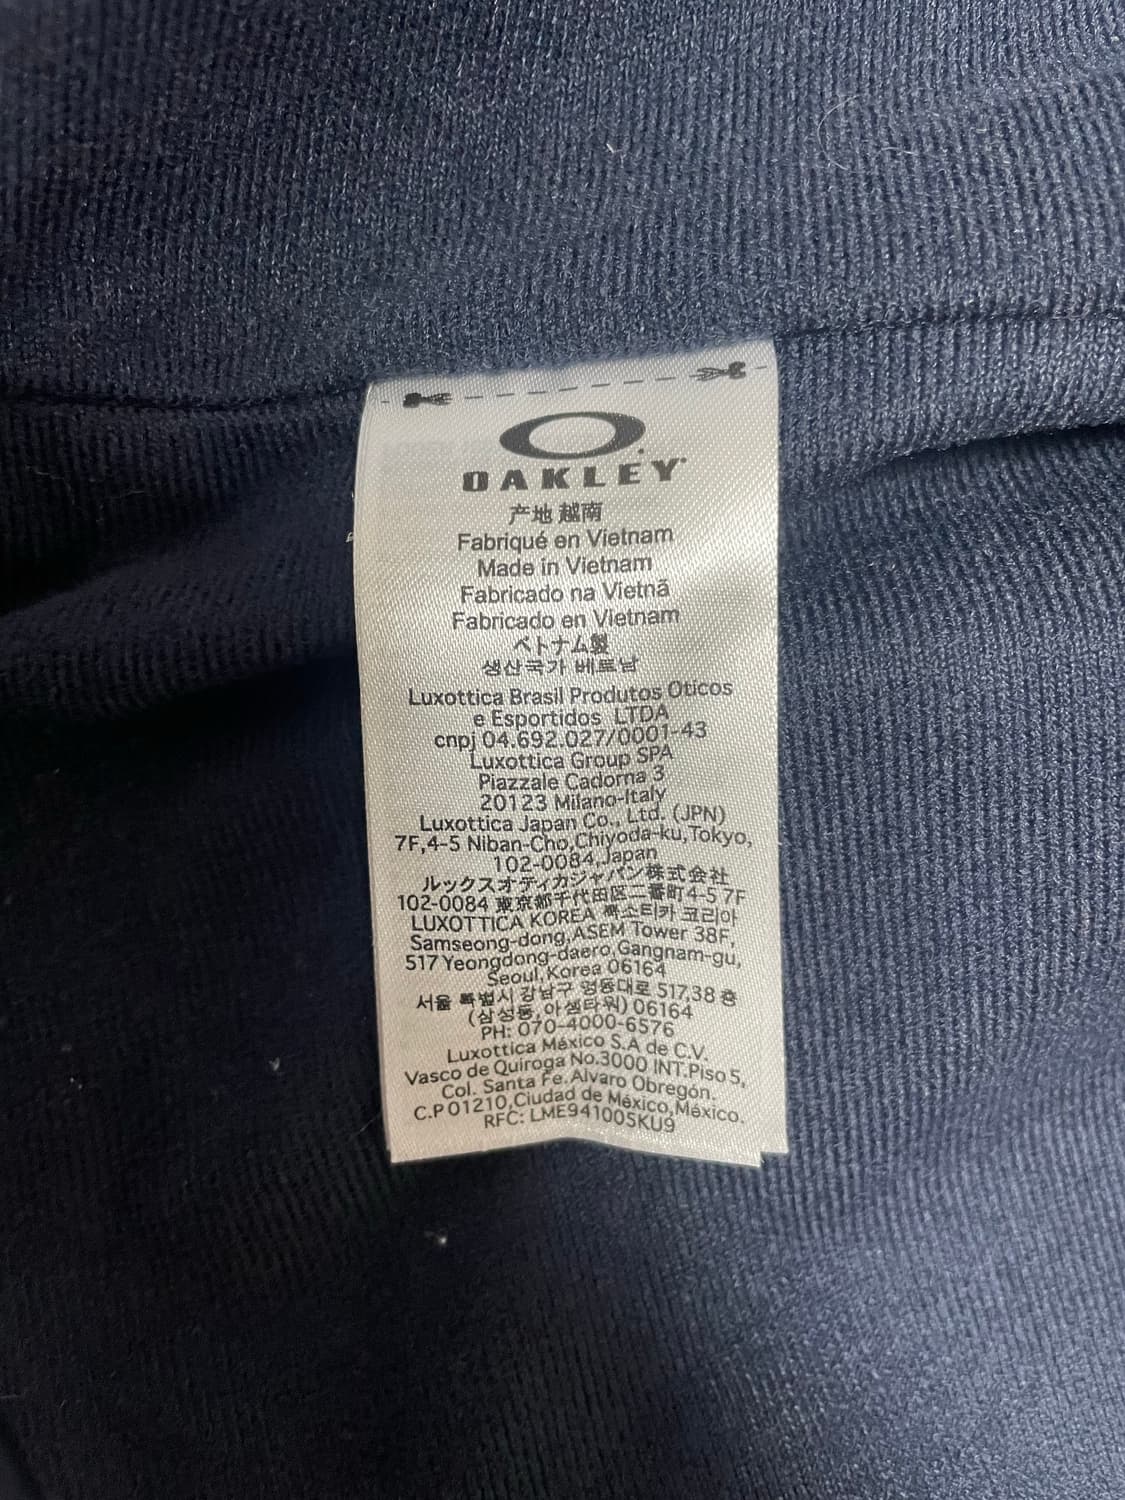 OAKLEY
产地 越南
Fabriqué en Vietnam
Made in Vietnam
Fabricado na Vietnã
Fabricado en Vietnam
ベトナム製
생산국가 베트남
Luxottica Brasil Produtos Oticos
e Esportidos LTDA
cnpj 04.692.027/0001-43
Luxottica Group SPA
Piazzale Cadorna 3
20123 Milano-Italy
Luxottica Japan Co., Ltd. (JPN)
7F,4-5 Niban-Cho,Chiyoda-ku,Tokyo,
102-0084,Japan
ルックスオティカジャパン株式会社
102-0084 東京都千代田区二番町4-5 7F
LUXOTTICA KOREA 룩소티카 코리아
Samseong-dong,ASEM Tower 38F,
517 Yeongdong-daero,Gangnam-gu,
Seoul,Korea 06164
서울 특별시 강남구 영동대로 517,38 층
(삼성동,아셈타워) 06164
PH: 070-4000-6576
Luxottica México S.A de C.V.
Vasco de Quiroga No.3000 INT.Piso 5,
Col. Santa Fe.Alvaro Obregón.
C.P 01210,Ciudad de México,México.
RFC: LME941005KU9